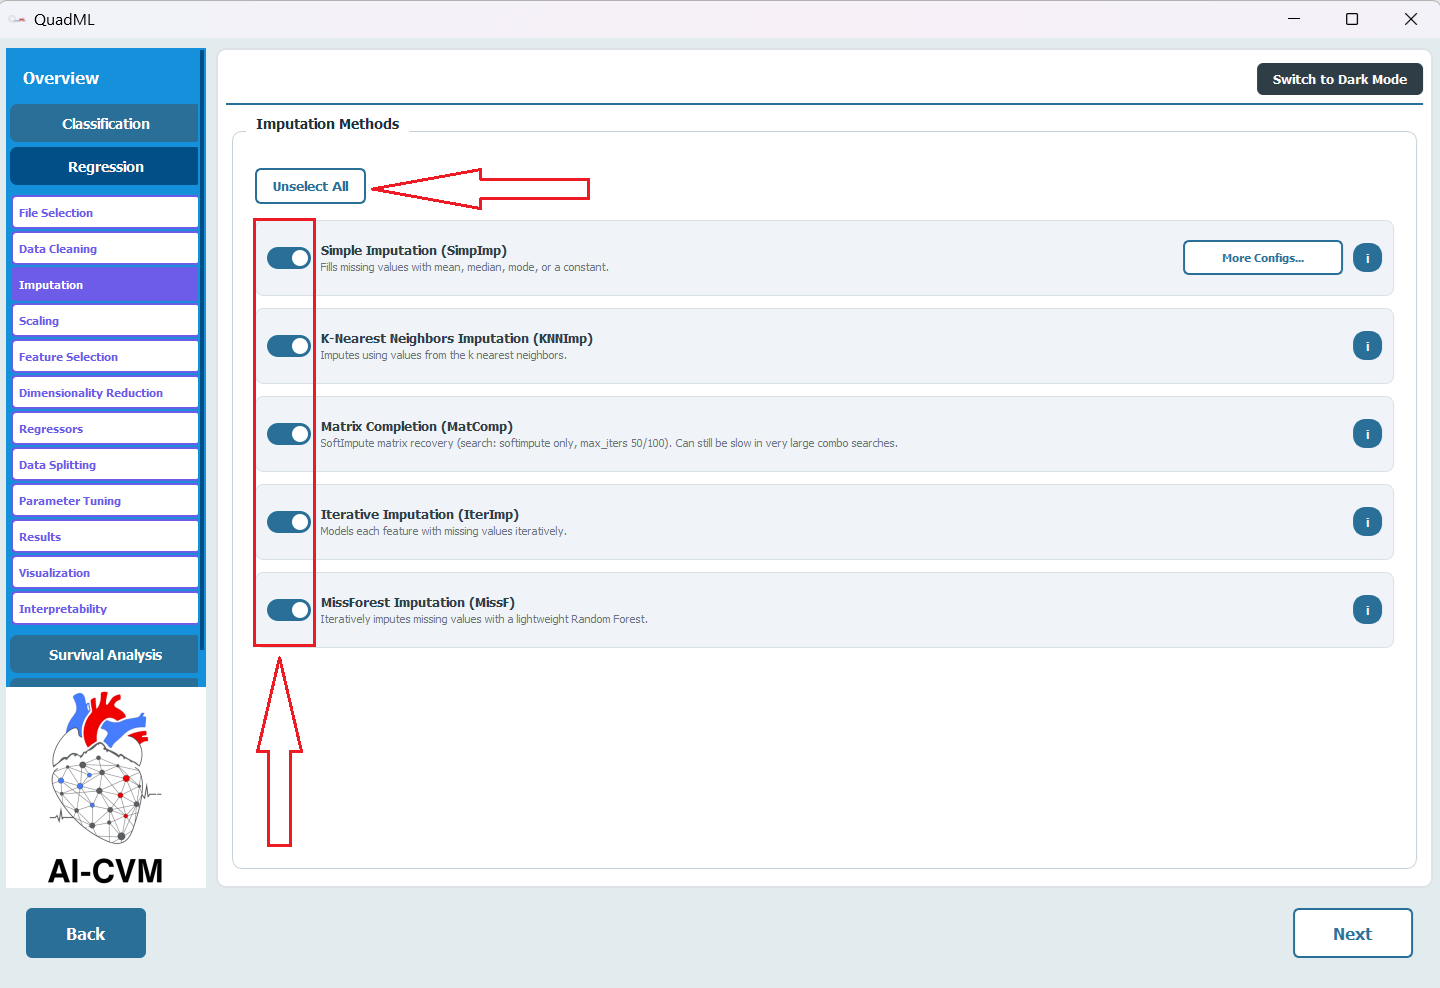 QuadML
Overview
Classification
Regression
File Selection
Data Cleaning
Imputation
Scaling
Feature Selection
Dimensionality Reduction
Regressors
Data Splitting
Parameter Tuning
Results
Visualization
Interpretability
Survival Analysis
AI-CVM
Switch to Dark Mode
Imputation Methods
Unselect All
Simple Imputation (SimpImp)
Fills missing values with mean, median, mode, or a constant.
More Configs...
i
K-Nearest Neighbors Imputation (KNNImp)
Imputes using values from the k nearest neighbors.
i
Matrix Completion (MatComp)
SoftImpute matrix recovery (search: softimpute only, max_iters 50/100). Can still be slow in very large combo searches.
i
Iterative Imputation (IterImp)
Models each feature with missing values iteratively.
i
MissForest Imputation (MissF)
Iteratively imputes missing values with a lightweight Random Forest.
i
Back
Next